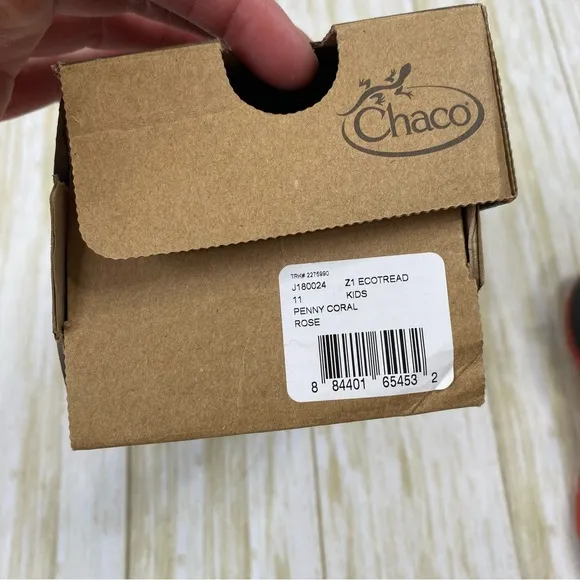 Chaco
TRK# 2275990
J180024 Z1 ECOTREAD
11 KIDS
PENNY CORAL
ROSE
8 84401 65453 2